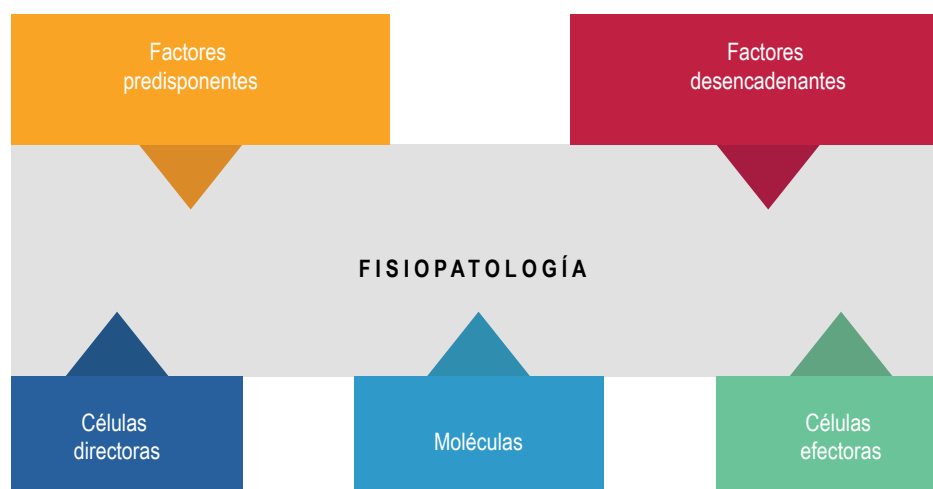 Factores
predisponentes
Factores
desencadenantes
FISIOPATOLOGÍA
Células
directoras
Moléculas
Células
efectoras